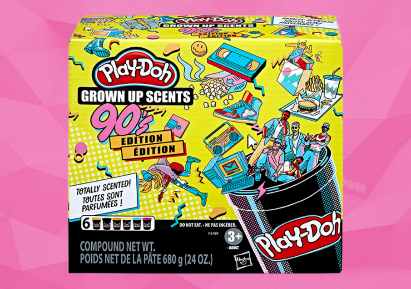 PLAY-DOH
GROWN UP SCENTS
90's
EDITION
ÉDITION
TOTALLY SCENTED!
TOUTES SONT
PARFUMÉES !
6
DO NOT EAT. • NE PAS INGÉRER.
3+
PLAY-DOH
Hasbro
COMPOUND NET WT.
POIDS NET DE LA PÂTE 680 g (24 OZ.)